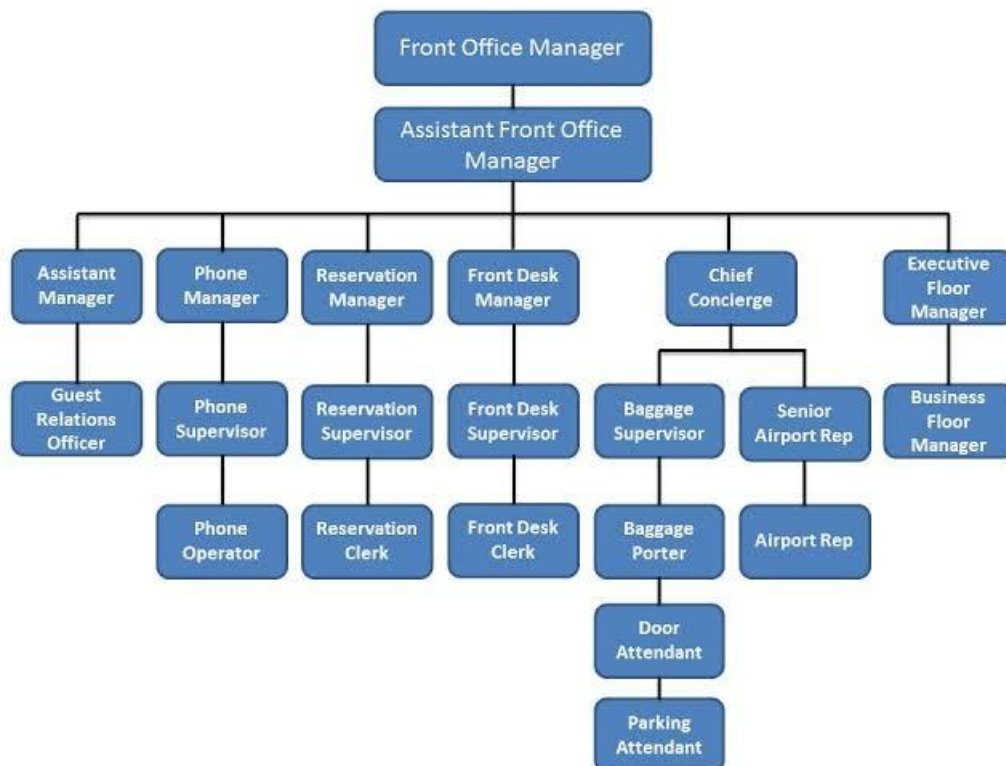 Front Office Manager
Assistant Front Office
Manager
Assistant
Manager
Phone
Manager
Reservation
Manager
Front Desk
Manager
Chief
Concierge
Executive
Floor
Manager
Guest
Relations
Officer
Phone
Supervisor
Reservation
Supervisor
Front Desk
Supervisor
Baggage
Supervisor
Senior
Airport Rep
Business
Floor
Manager
Phone
Operator
Reservation
Clerk
Front Desk
Clerk
Baggage
Porter
Airport Rep
Door
Attendant
Parking
Attendant